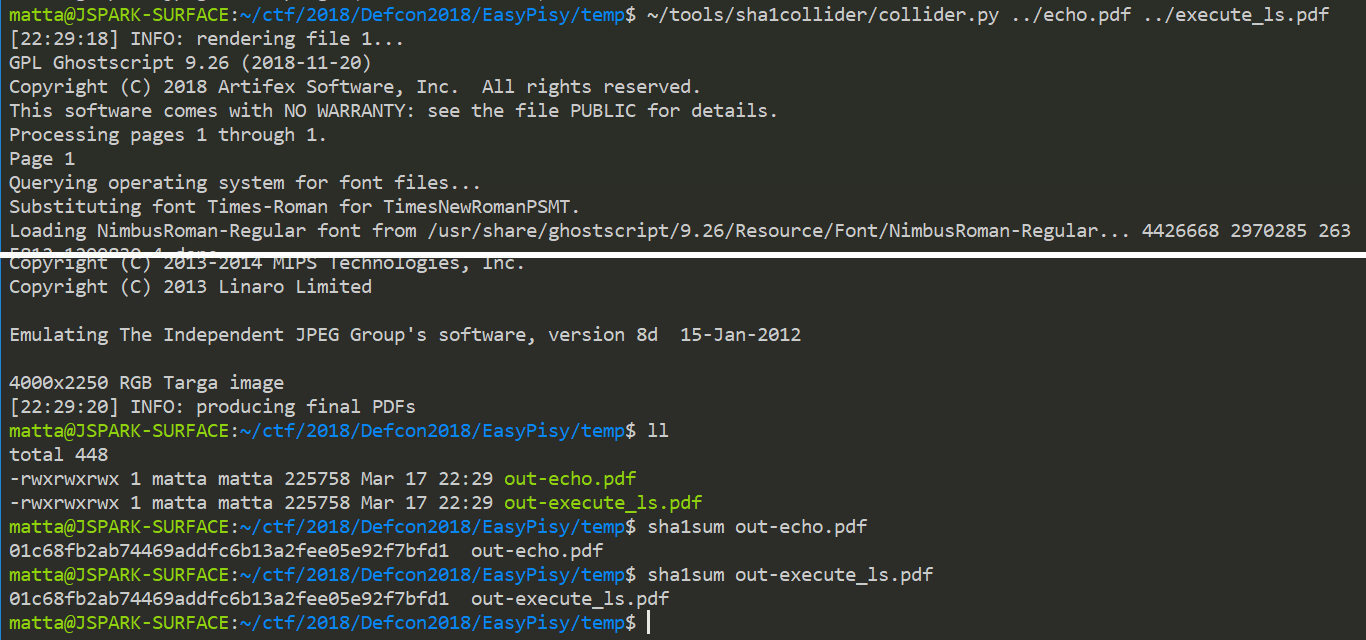 matta@JSPARK-SURFACE:~/ctf/2018/Defcon2018/EasyPisy/temp$ ~/tools/sha1collider/collider.py ../echo.pdf ../execute_ls.pdf
[22:29:18] INFO: rendering file 1...
GPL Ghostscript 9.26 (2018-11-20)
Copyright (C) 2018 Artifex Software, Inc.  All rights reserved.
This software comes with NO WARRANTY: see the file PUBLIC for details.
Processing pages 1 through 1.
Page 1
Querying operating system for font files...
Substituting font Times-Roman for TimesNewRomanPSMT.
Loading NimbusRoman-Regular font from /usr/share/ghostscript/9.26/Resource/Font/NimbusRoman-Regular... 4426668 2970285 263
Copyright (C) 2013-2014 MIPS Technologies, Inc.
Copyright (C) 2013 Linaro Limited
Emulating The Independent JPEG Group's software, version 8d  15-Jan-2012
4000x2250 RGB Targa image
[22:29:20] INFO: producing final PDFs
matta@JSPARK-SURFACE:~/ctf/2018/Defcon2018/EasyPisy/temp$ ll
total 448
-rwxrwxrwx 1 matta matta 225758 Mar 17 22:29 out-echo.pdf
-rwxrwxrwx 1 matta matta 225758 Mar 17 22:29 out-execute_ls.pdf
matta@JSPARK-SURFACE:~/ctf/2018/Defcon2018/EasyPisy/temp$ sha1sum out-echo.pdf
01c68fb2ab74469addfc6b13a2fee05e92f7bfd1  out-echo.pdf
matta@JSPARK-SURFACE:~/ctf/2018/Defcon2018/EasyPisy/temp$ sha1sum out-execute_ls.pdf
01c68fb2ab74469addfc6b13a2fee05e92f7bfd1  out-execute_ls.pdf
matta@JSPARK-SURFACE:~/ctf/2018/Defcon2018/EasyPisy/temp$